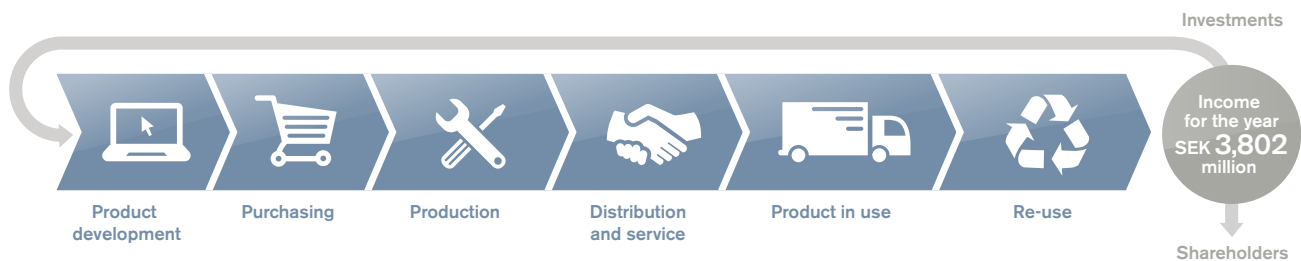 Investments
Income
for the year
SEK 3,802
million
Product
development
Purchasing
Production
Distribution
and service
Product in use
Re-use
Shareholders